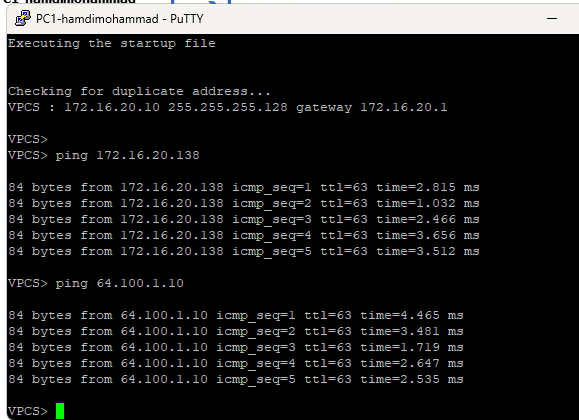 PC1-hamdimohammad - PuTTY
Executing the startup file
Checking for duplicate address...
VPCS : 172.16.20.10 255.255.255.128 gateway 172.16.20.1
VPCS>
VPCS> ping 172.16.20.138
84 bytes from 172.16.20.138 icmp_seq=1 ttl=63 time=2.815 ms
84 bytes from 172.16.20.138 icmp_seq=2 ttl=63 time=1.032 ms
84 bytes from 172.16.20.138 icmp_seq=3 ttl=63 time=2.466 ms
84 bytes from 172.16.20.138 icmp_seq=4 ttl=63 time=3.656 ms
84 bytes from 172.16.20.138 icmp_seq=5 ttl=63 time=3.512 ms
VPCS> ping 64.100.1.10
84 bytes from 64.100.1.10 icmp_seq=1 ttl=63 time=4.465 ms
84 bytes from 64.100.1.10 icmp_seq=2 ttl=63 time=3.481 ms
84 bytes from 64.100.1.10 icmp_seq=3 ttl=63 time=1.719 ms
84 bytes from 64.100.1.10 icmp_seq=4 ttl=63 time=2.647 ms
84 bytes from 64.100.1.10 icmp_seq=5 ttl=63 time=2.535 ms
VPCS>